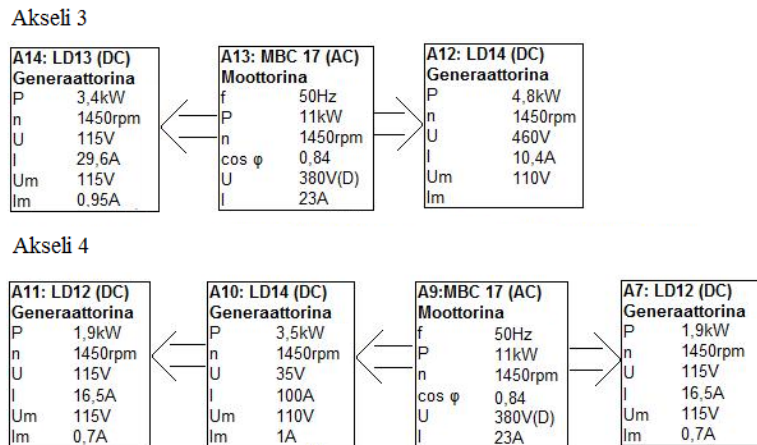 Akseli 3
A14: LD13 (DC)
Generaattorina
P 3,4kW
n 1450rpm
U 115V
I 29,6A
Um 115V
Im 0,95A
A13: MBC 17 (AC)
Moottorina
f 50Hz
P 11kW
n 1450rpm
cos φ 0,84
U 380V(D)
I 23A
A12: LD14 (DC)
Generaattorina
P 4,8kW
n 1450rpm
U 460V
I 10,4A
Um 110V
Im
Akseli 4
A11: LD12 (DC)
Generaattorina
P 1,9kW
n 1450rpm
U 115V
I 16,5A
Um 115V
Im 0,7A
A10: LD14 (DC)
Generaattorina
P 3,5kW
n 1450rpm
U 35V
I 100A
Um 110V
Im 1A
A9:MBC 17 (AC)
Moottorina
f 50Hz
P 11kW
n 1450rpm
cos φ 0,84
U 380V(D)
I 23A
A7: LD12 (DC)
Generaattorina
P 1,9kW
n 1450rpm
U 115V
I 16,5A
Um 115V
Im 0,7A